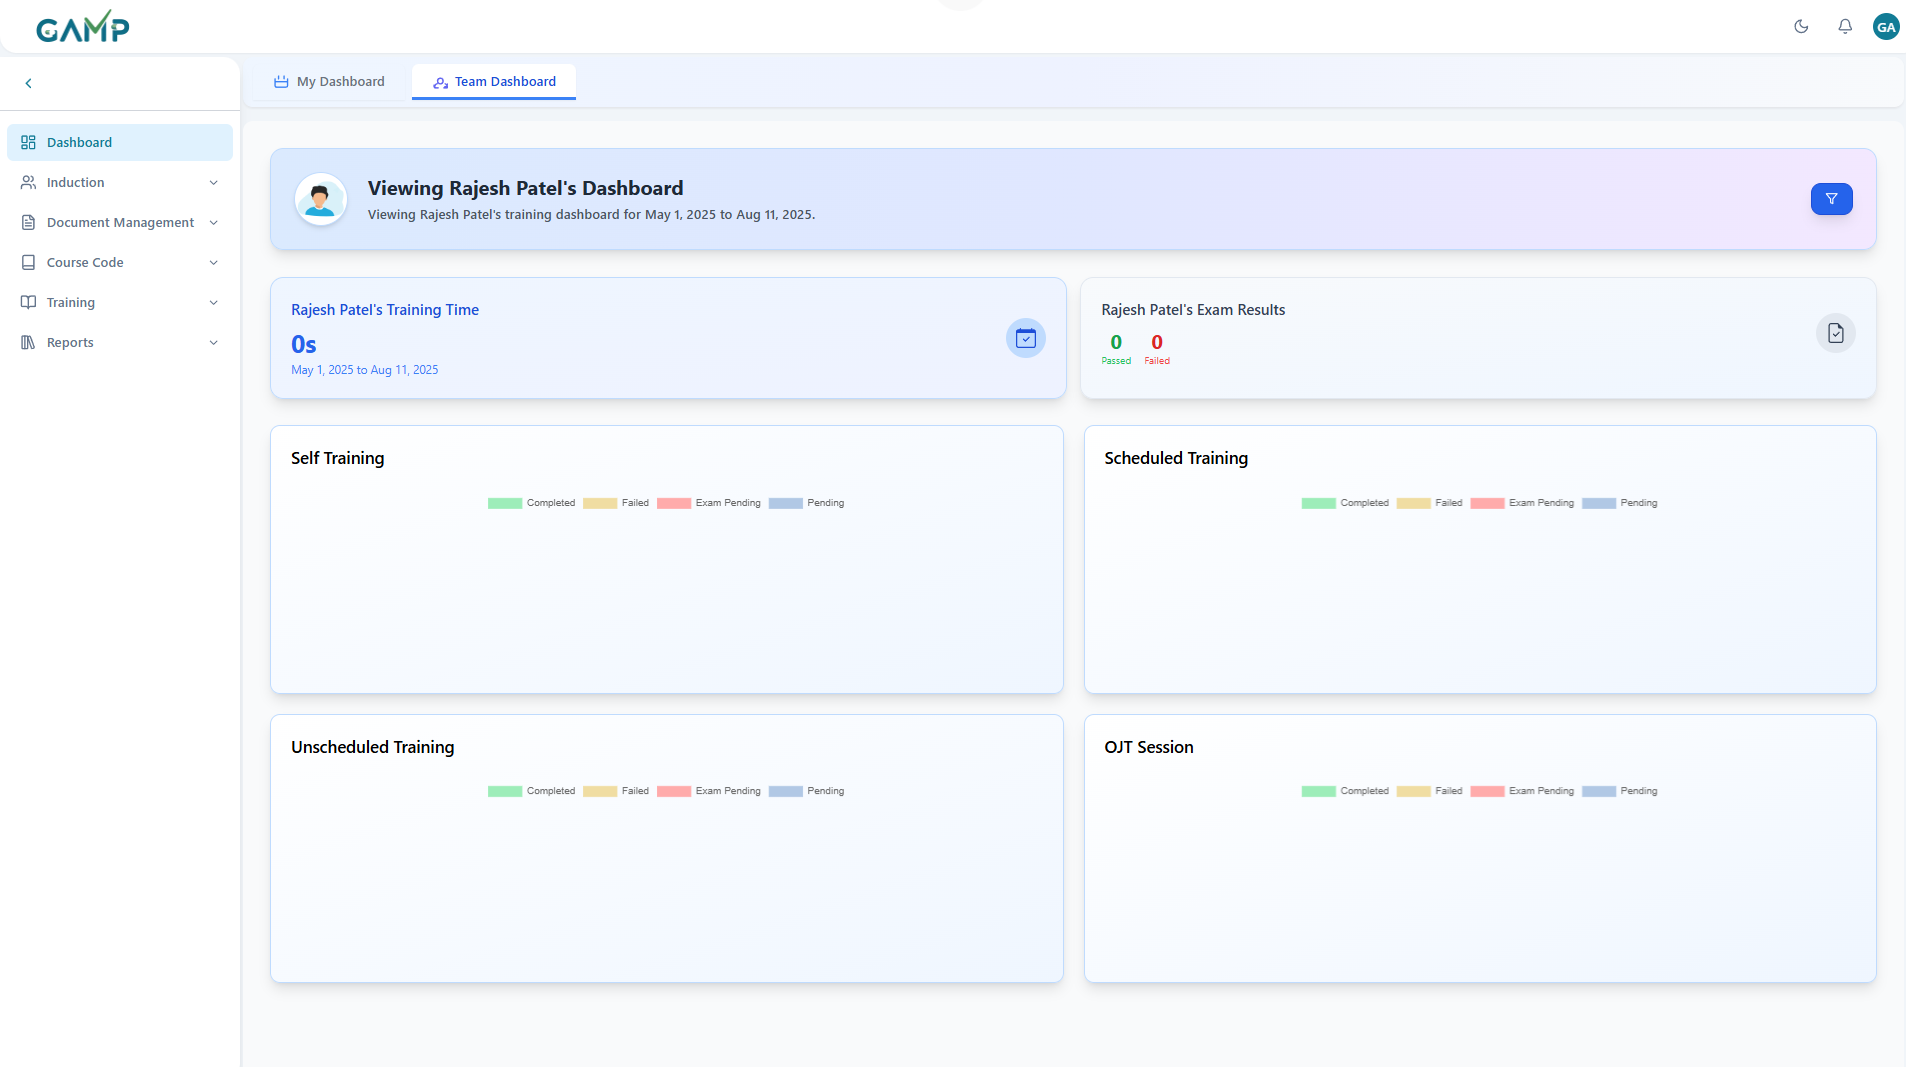 GAMP
GA
My Dashboard
Team Dashboard
Dashboard
Induction
Document Management
Course Code
Training
Reports
Viewing Rajesh Patel's Dashboard
Viewing Rajesh Patel's training dashboard for May 1, 2025 to Aug 11, 2025.
Rajesh Patel's Training Time
0s
May 1, 2025 to Aug 11, 2025
Rajesh Patel's Exam Results
0 0
Passed Failed
Self Training
Completed Failed Exam Pending Pending
Scheduled Training
Completed Failed Exam Pending Pending
Unscheduled Training
Completed Failed Exam Pending Pending
OJT Session
Completed Failed Exam Pending Pending